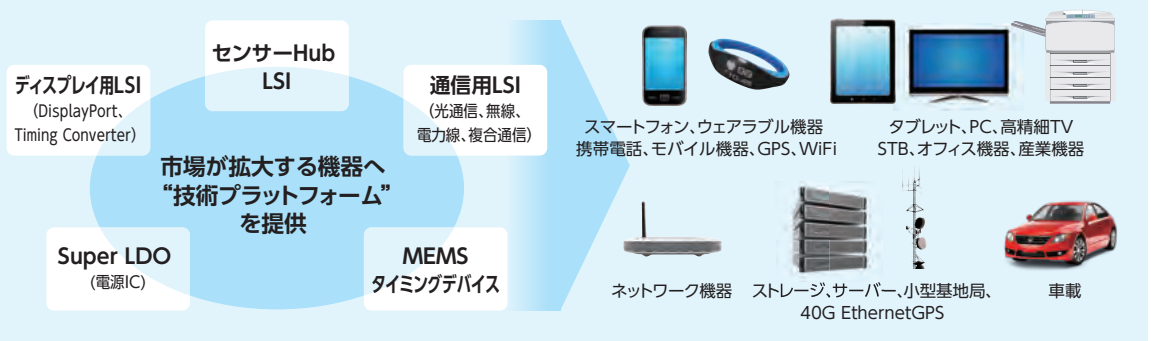 センサーHub
LSI
ディスプレイ用LSI
(DisplayPort、
Timing Converter)
通信用LSI
(光通信、無線、
電力線、複合通信)
市場が拡大する機器へ
“技術プラットフォーム”
を提供
Super LDO
(電源IC)
MEMS
タイミングデバイス
スマートフォン、ウェアラブル機器
携帯電話、モバイル機器、GPS、WiFi
タブレット、PC、高精細TV
STB、オフィス機器、産業機器
ネットワーク機器
ストレージ、サーバー、小型基地局、
40G EthernetGPS
車載